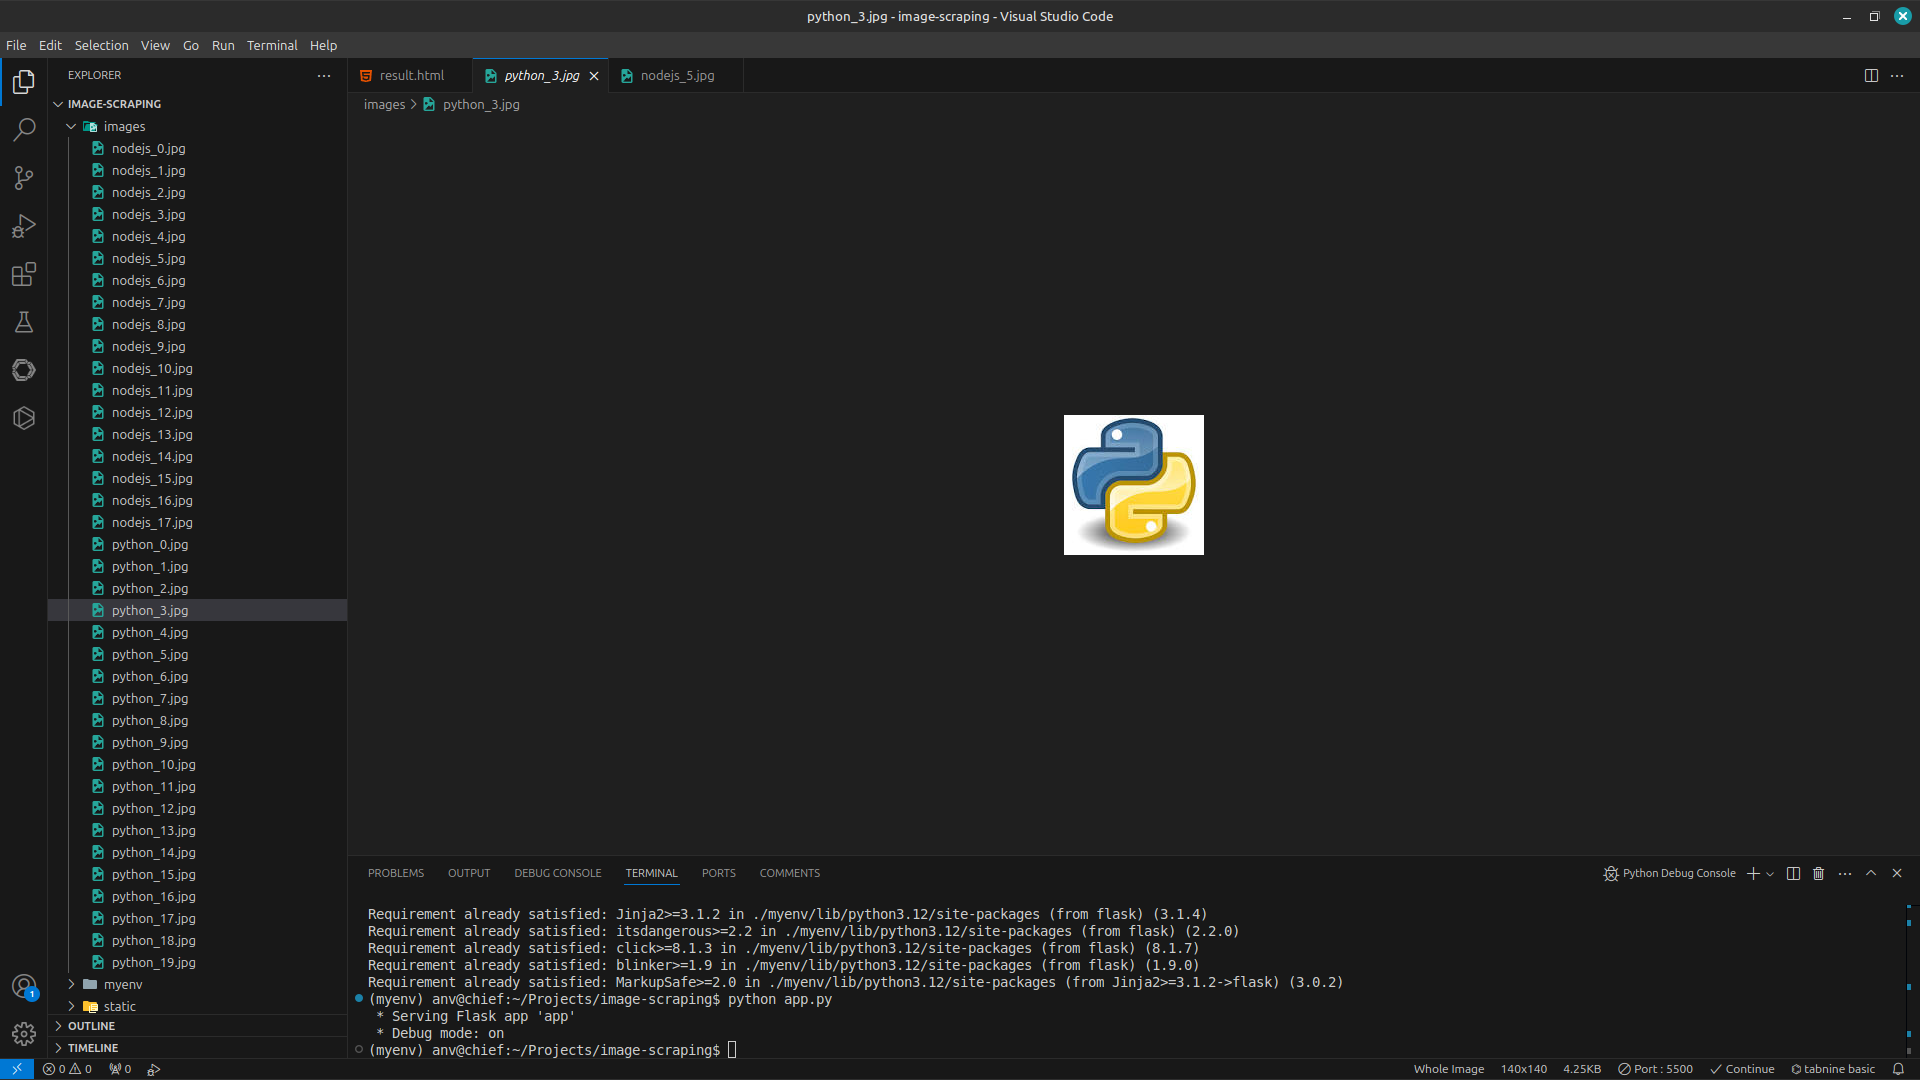 python_3.jpg - image-scraping - Visual Studio Code
File Edit Selection View Go Run Terminal Help
EXPLORER
IMAGE-SCRAPING
images
nodejs_0.jpg
nodejs_1.jpg
nodejs_2.jpg
nodejs_3.jpg
nodejs_4.jpg
nodejs_5.jpg
nodejs_6.jpg
nodejs_7.jpg
nodejs_8.jpg
nodejs_9.jpg
nodejs_10.jpg
nodejs_11.jpg
nodejs_12.jpg
nodejs_13.jpg
nodejs_14.jpg
nodejs_15.jpg
nodejs_16.jpg
nodejs_17.jpg
python_0.jpg
python_1.jpg
python_2.jpg
python_3.jpg
python_4.jpg
python_5.jpg
python_6.jpg
python_7.jpg
python_8.jpg
python_9.jpg
python_10.jpg
python_11.jpg
python_12.jpg
python_13.jpg
python_14.jpg
python_15.jpg
python_16.jpg
python_17.jpg
python_18.jpg
python_19.jpg
myenv
static
OUTLINE
TIMELINE
result.html python_3.jpg nodejs_5.jpg
images > python_3.jpg
PROBLEMS OUTPUT DEBUG CONSOLE TERMINAL PORTS COMMENTS
Python Debug Console
Requirement already satisfied: Jinja2>=3.1.2 in ./myenv/lib/python3.12/site-packages (from flask) (3.1.4)
Requirement already satisfied: itsdangerous>=2.2 in ./myenv/lib/python3.12/site-packages (from flask) (2.2.0)
Requirement already satisfied: click>=8.1.3 in ./myenv/lib/python3.12/site-packages (from flask) (8.1.7)
Requirement already satisfied: blinker>=1.9 in ./myenv/lib/python3.12/site-packages (from flask) (1.9.0)
Requirement already satisfied: MarkupSafe>=2.0 in ./myenv/lib/python3.12/site-packages (from Jinja2>=3.1.2->flask) (3.0.2)
(myenv) anv@chief:~/Projects/image-scraping$ python app.py
* Serving Flask app 'app'
* Debug mode: on
(myenv) anv@chief:~/Projects/image-scraping$
1
0 0 0
Whole Image 140x140 4.25KB Port : 5500 Continue tabnine basic